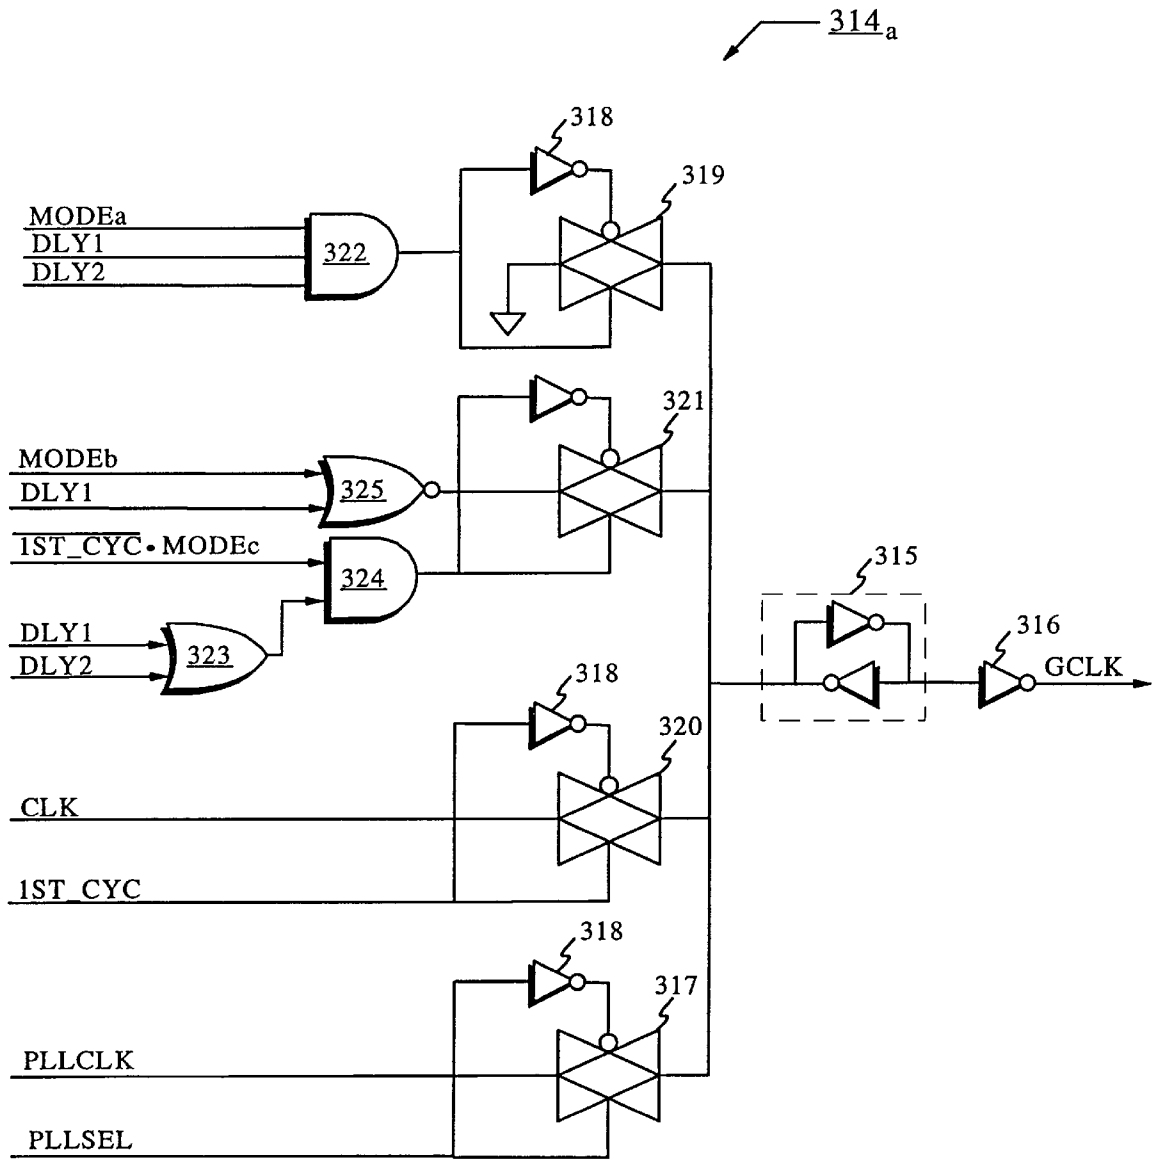 314a
318
319
MODEa
DLY1
DLY2
322
321
MODEb
DLY1
325
1̅S̅T̅_̅C̅Y̅C̅•MODEc
324
315
DLY1
DLY2
323
316
GCLK
318
320
CLK
1ST_CYC
318
317
PLLCLK
PLLSEL